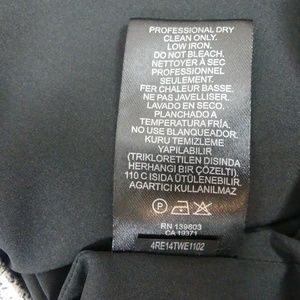 PROFESSIONAL DRY
CLEAN ONLY.
LOW IRON.
DO NOT BLEACH.
NETTOYER À SEC
PROFESSIONNEL
SEULEMENT.
FER CHALEUR BASSE.
NE PAS JAVELLISER.
LAVADO EN SECO.
PLANCHADO A
TEMPERATURA FRÍA.
NO USE BLANQUEADOR.
KURU TEMIZLEME
YAPILABILIR
(TRIKLORETILEN DISINDA
HERHANGI BIR ÇÖZELTI).
110 C ISIDA ÜTÜLENEBILIR.
AGARTICI KULLANILMAZ
P
RN 139803
CA 19371
4RE14TWE1102